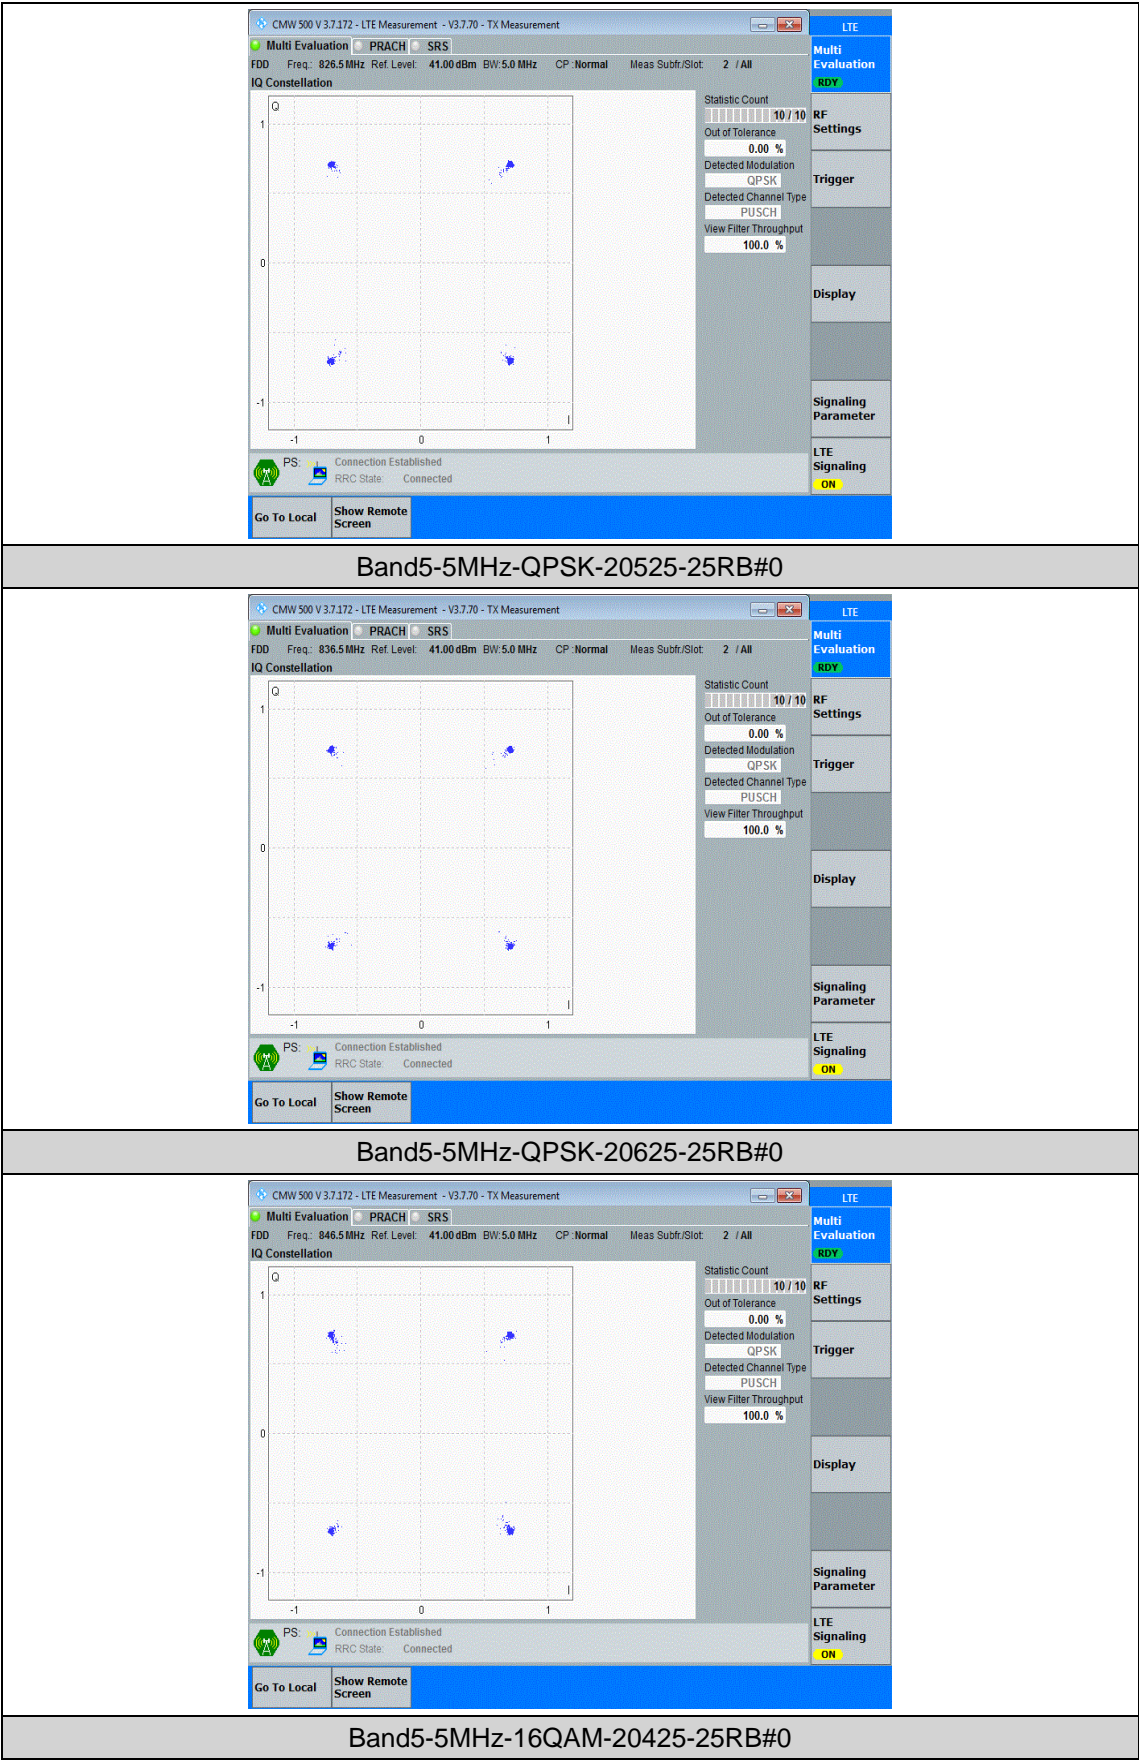 CMW 500 V 3.7.172 - LTE Measurement - V3.7.70 - TX Measurement
LTE
Multi Evaluation PRACH SRS
Multi
Evaluation
RDY
FDD Freq.: 826.5 MHz Ref. Level: 41.00 dBm BW: 5.0 MHz CP : Normal Meas Subfr./Slot: 2 / All
IQ Constellation
Q
1
0
-1
-1 0 1
I
Statistic Count
10 / 10
Out of Tolerance
0.00 %
Detected Modulation
QPSK
Detected Channel Type
PUSCH
View Filter Throughput
100.0 %
RF
Settings
Trigger
Display
Signaling
Parameter
LTE
Signaling
ON
PS: Connection Established
RRC State: Connected
Go To Local Show Remote
Screen
Band5-5MHz-QPSK-20525-25RB#0
CMW 500 V 3.7.172 - LTE Measurement - V3.7.70 - TX Measurement
LTE
Multi Evaluation PRACH SRS
Multi
Evaluation
RDY
FDD Freq.: 836.5 MHz Ref. Level: 41.00 dBm BW: 5.0 MHz CP : Normal Meas Subfr./Slot: 2 / All
IQ Constellation
Q
1
0
-1
-1 0 1
I
Statistic Count
10 / 10
Out of Tolerance
0.00 %
Detected Modulation
QPSK
Detected Channel Type
PUSCH
View Filter Throughput
100.0 %
RF
Settings
Trigger
Display
Signaling
Parameter
LTE
Signaling
ON
PS: Connection Established
RRC State: Connected
Go To Local Show Remote
Screen
Band5-5MHz-QPSK-20625-25RB#0
CMW 500 V 3.7.172 - LTE Measurement - V3.7.70 - TX Measurement
LTE
Multi Evaluation PRACH SRS
Multi
Evaluation
RDY
FDD Freq.: 846.5 MHz Ref. Level: 41.00 dBm BW: 5.0 MHz CP : Normal Meas Subfr./Slot: 2 / All
IQ Constellation
Q
1
0
-1
-1 0 1
I
Statistic Count
10 / 10
Out of Tolerance
0.00 %
Detected Modulation
QPSK
Detected Channel Type
PUSCH
View Filter Throughput
100.0 %
RF
Settings
Trigger
Display
Signaling
Parameter
LTE
Signaling
ON
PS: Connection Established
RRC State: Connected
Go To Local Show Remote
Screen
Band5-5MHz-16QAM-20425-25RB#0